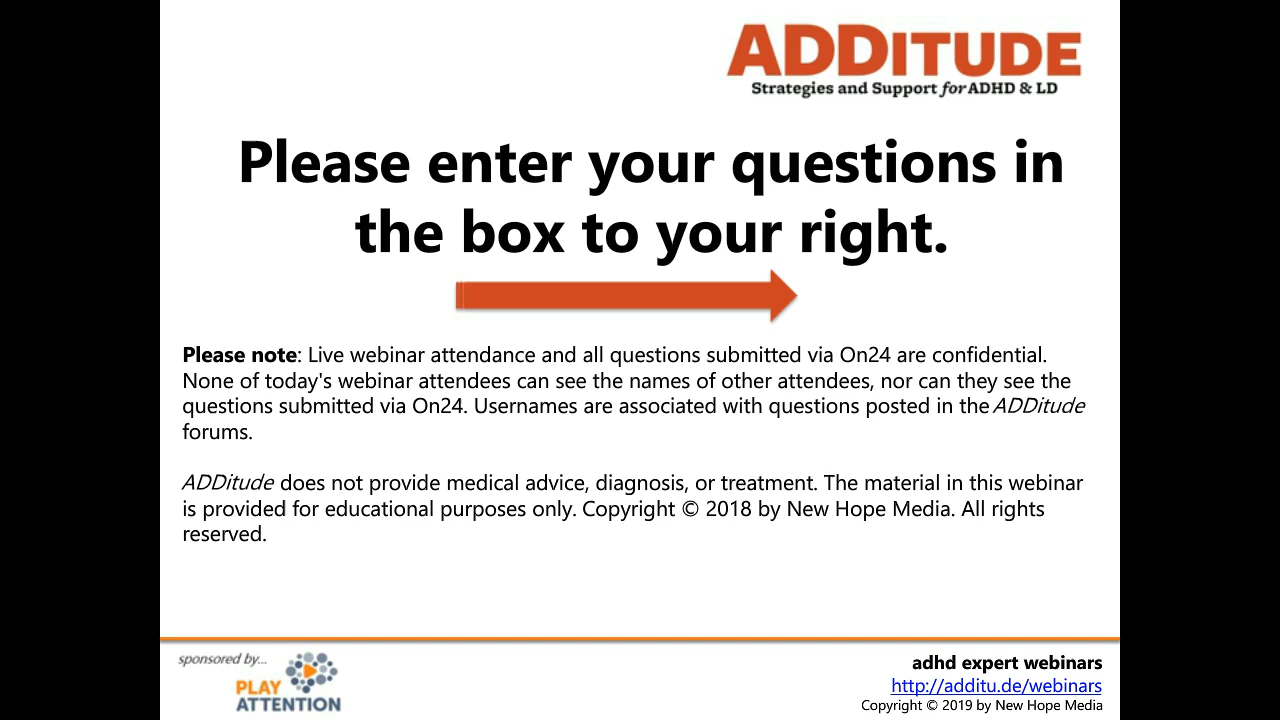 ADDITUDE
Strategies and Support for ADHD & LD
Please enter your questions in
the box to your right.
Please note: Live webinar attendance and all questions submitted via On24 are confidential.
None of today's webinar attendees can see the names of other attendees, nor can they see the
questions submitted via On24. Usernames are associated with questions posted in the ADDitude
forums.
ADDitude does not provide medical advice, diagnosis, or treatment. The material in this webinar
is provided for educational purposes only. Copyright © 2018 by New Hope Media. All rights
reserved.
sponsored by...
PLAY
ATTENTION
adhd expert webinars
http://additu.de/webinars
Copyright © 2019 by New Hope Media